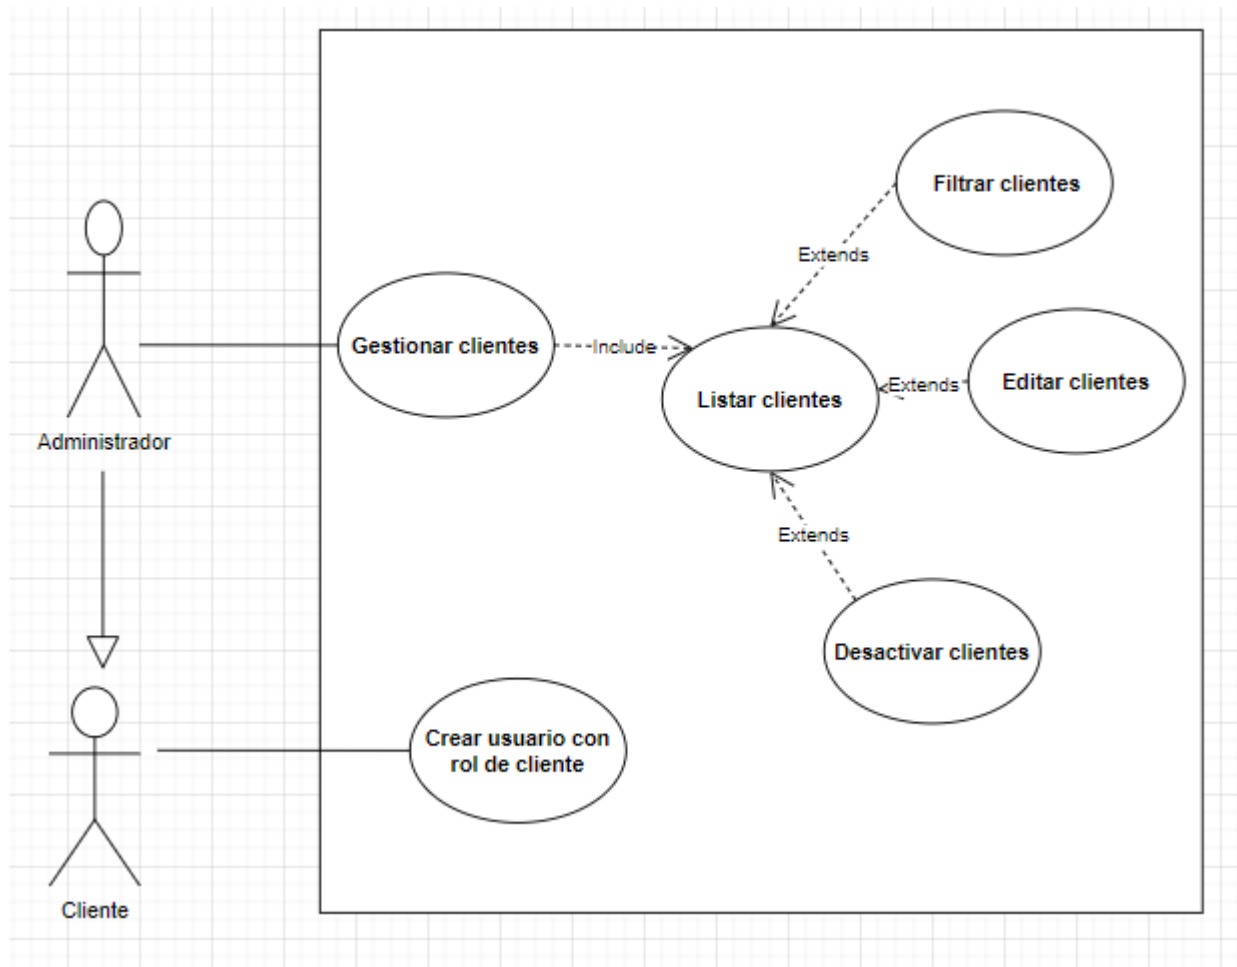 Filtrar clientes
Extends
Gestionar clientes
Include
Listar clientes
Extends
Editar clientes
Administrador
Extends
Desactivar clientes
Crear usuario con
rol de cliente
Cliente